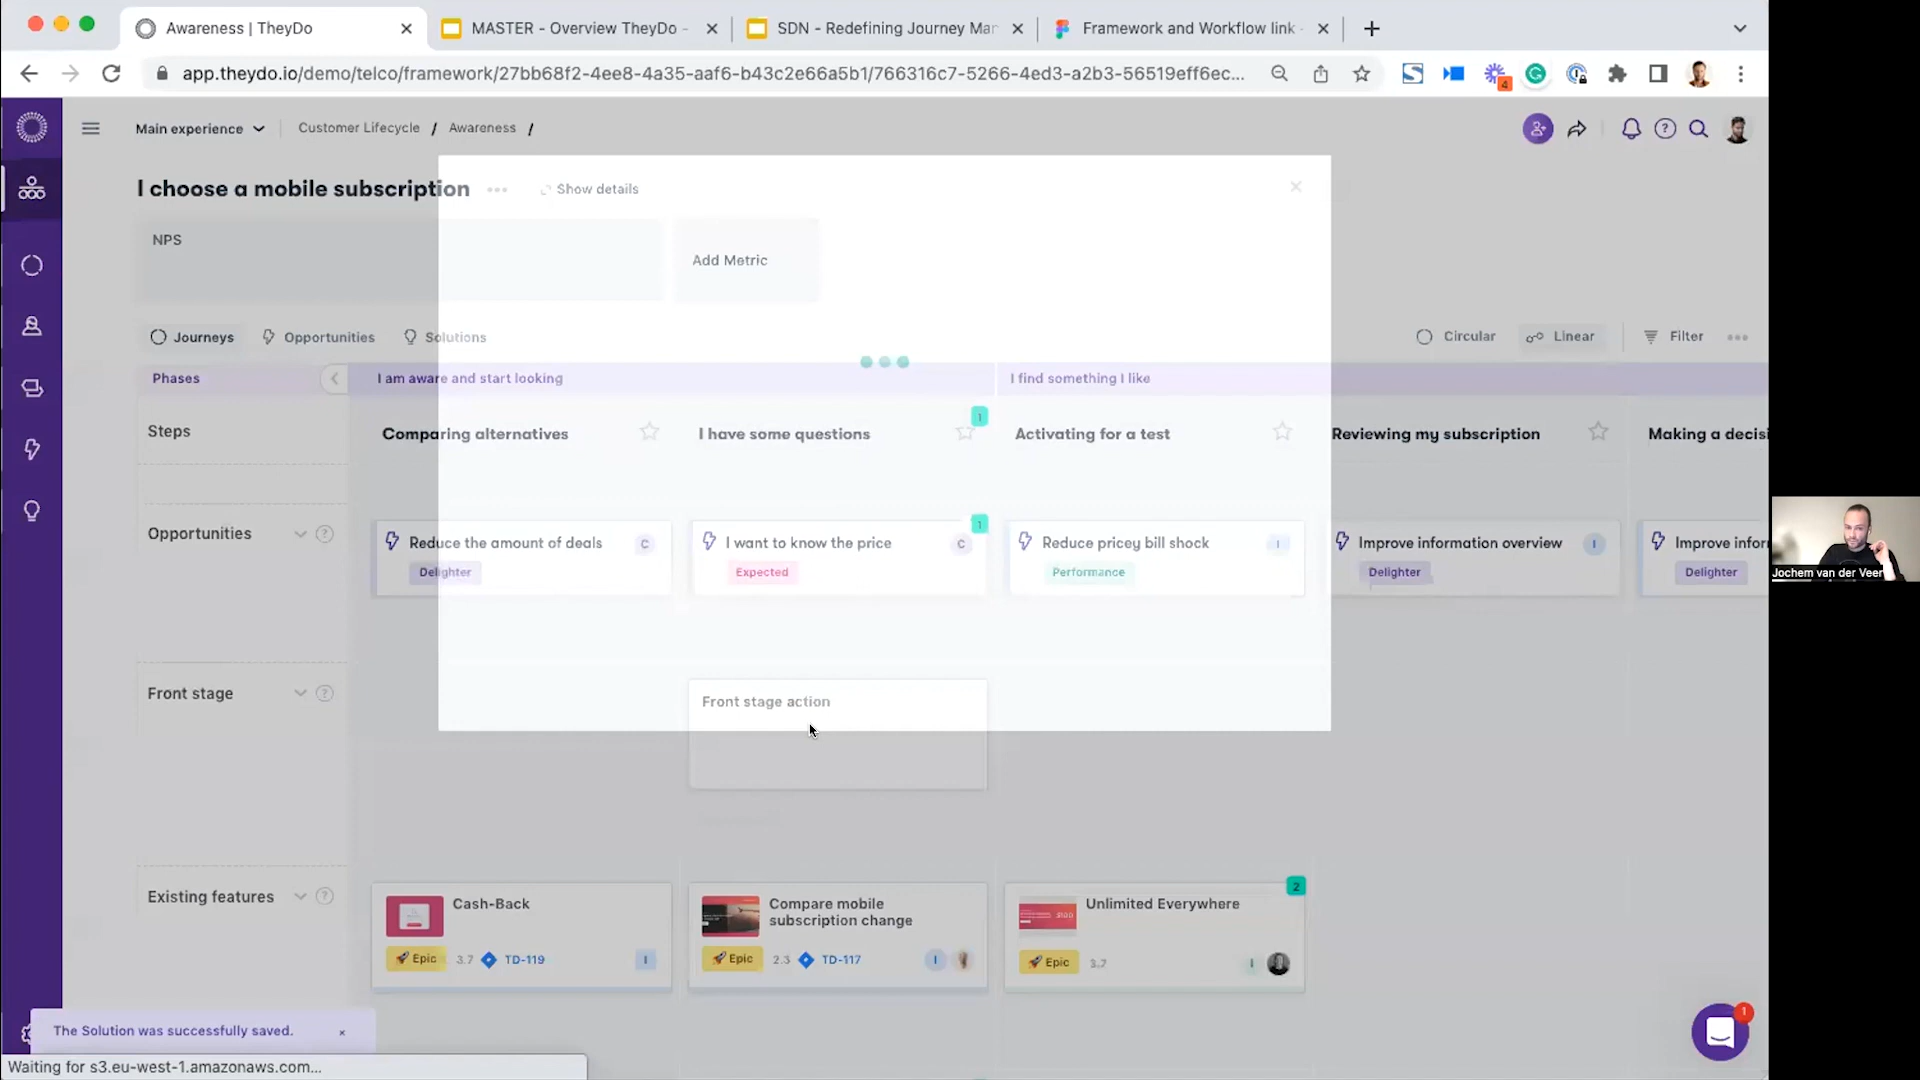 Awareness | TheyDo
MASTER - Overview TheyDo -
SDN - Redefining Journey Mar
Framework and Workflow link -
app.theydo.io/demo/telco/framework/27bb68f2-4ee8-4a35-aaf6-b43c2e66a5b1/766316c7-5266-4ed3-a2b3-56519eff6ec...
4
Main experience
Customer Lifecycle / Awareness /
I choose a mobile subscription
Show details
NPS
Add Metric
Journeys
Opportunities
Solutions
Circular
Linear
Filter
Phases
I am aware and start looking
I find something I like
1
Steps
Comparing alternatives
I have some questions
Activating for a test
Reviewing my subscription
Making a decisi
1
Opportunities
?
Reduce the amount of deals
C
Delighter
I want to know the price
C
Expected
Reduce pricey bill shock
I
Performance
Improve information overview
I
Delighter
Improve infor
Delighter
Jochem van der Veer
Front stage
?
Front stage action
Existing features
?
Cash-Back
Epic 3.7 TD-119 I
Compare mobile
subscription change
Epic 2.3 TD-117 I
2
Unlimited Everywhere
Epic 3.7 I
The Solution was successfully saved.
1
Waiting for s3.eu-west-1.amazonaws.com...